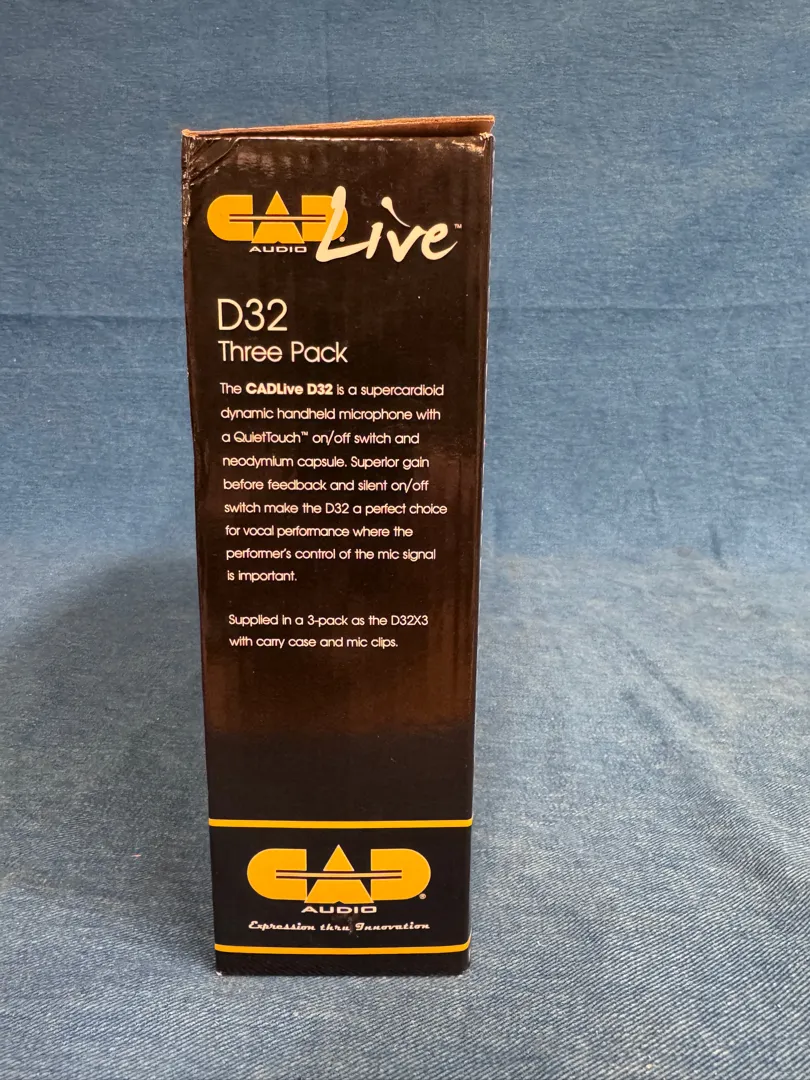 CAD Live™
AUDIO®
D32
Three Pack
The CADLive D32 is a supercardioid
dynamic handheld microphone with
a QuietTouch™ on/off switch and
neodymium capsule. Superior gain
before feedback and silent on/off
switch make the D32 a perfect choice
for vocal performance where the
performer's control of the mic signal
is important.
Supplied in a 3-pack as the D32X3
with carry case and mic clips.
CAD®
AUDIO
Expression thru Innovation